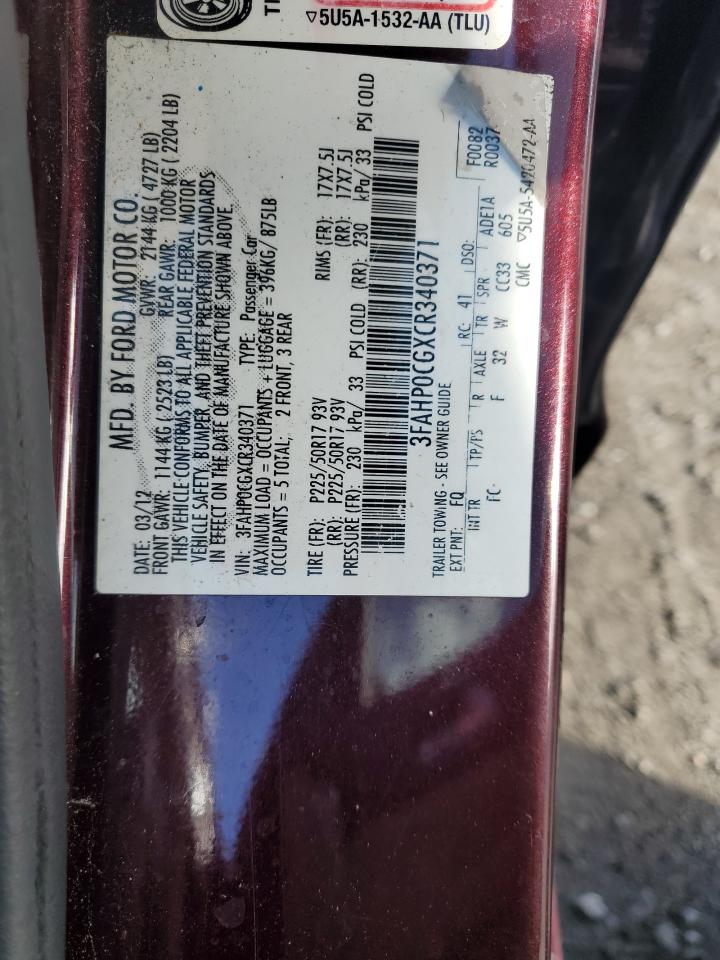 ▽5U5A-1532-AA (TLU)
MFD. BY FORD MOTOR CO.
DATE: 03/12 GVWR: 2144 KG ( 4727 LB)
FRONT GAWR: 1144 KG ( 2523 LB) REAR GAWR: 1000 KG ( 2204 LB)
THIS VEHICLE CONFORMS TO ALL APPLICABLE FEDERAL MOTOR
VEHICLE SAFETY, BUMPER, AND THEFT PREVENTION STANDARDS
IN EFFECT ON THE DATE OF MANUFACTURE SHOWN ABOVE.
VIN: 3FAHP0CGXCR340371 TYPE: Passenger Car
MAXIMUM LOAD = OCCUPANTS + LUGGAGE = 396KG/ 875LB
OCCUPANTS = 5 TOTAL; 2 FRONT, 3 REAR
TIRE (FR): P225/50R17 93V RIMS (FR): 17X7.5J
(RR): P225/50R17 93V (RR): 17X7.5J
PRESSURE (FR): 230 kPa/ 33 PSI COLD (RR): 230 kPa/ 33 PSI COLD
3FAHP0CGXCR340371
TRAILER TOWING - SEE OWNER GUIDE
EXT PNT: FQ RC: 41 DSO: F0082
INT TR TP/PS R AXLE TR SPR ADE1A R0037
FC F 32 W CC33 605
CMC ▽5U5A-5420472-AA